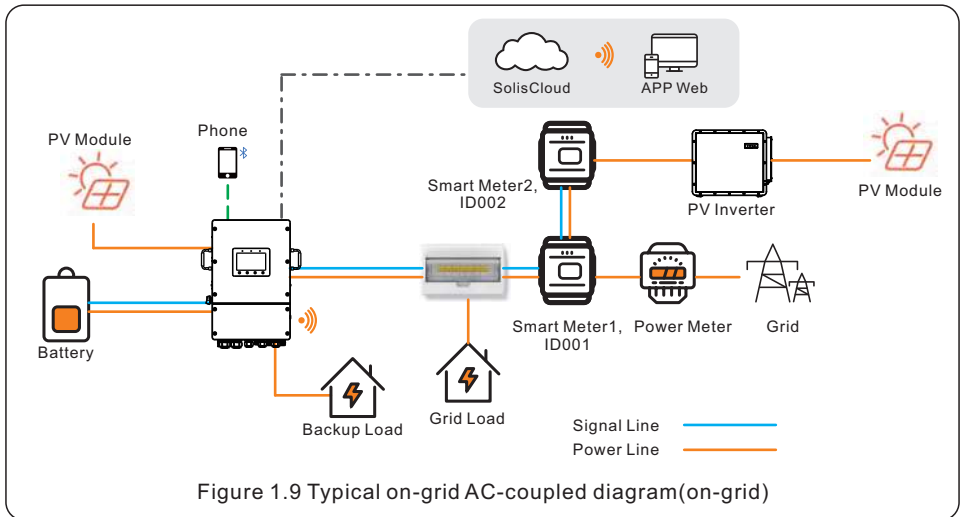 SolisCloud
APP Web
PV Module
Phone
Smart Meter2,
ID002
PV Inverter
PV Module
Battery
Smart Meter1,
ID001
Power Meter
Grid
Backup Load
Grid Load
Signal Line
Power Line
Figure 1.9 Typical on-grid AC-coupled diagram(on-grid)